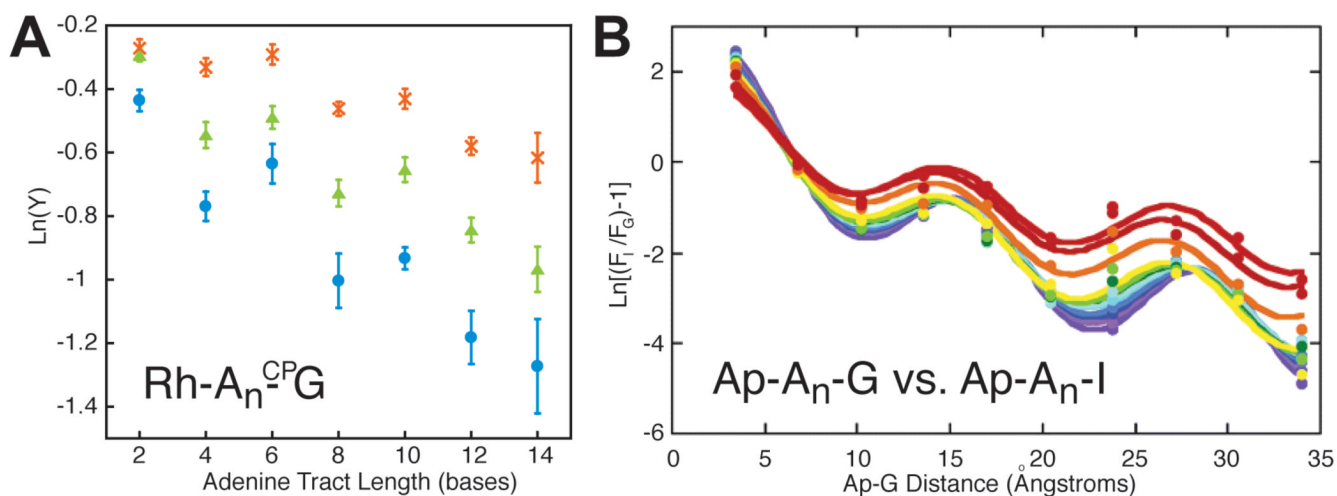 A
-0.2
-0.4
-0.6
-0.8
-1
-1.2
-1.4
Ln(Y)
Rh-Aₙ-ᶜᴾG
2 4 6 8 10 12 14
Adenine Tract Length (bases)
B
2
0
-2
-4
-6
Ln[(F_I /F_G)-1]
Ap-Aₙ-G vs. Ap-Aₙ-I
0 5 10 15 20 25 30 35
Ap-G Distance (Ångstroms)